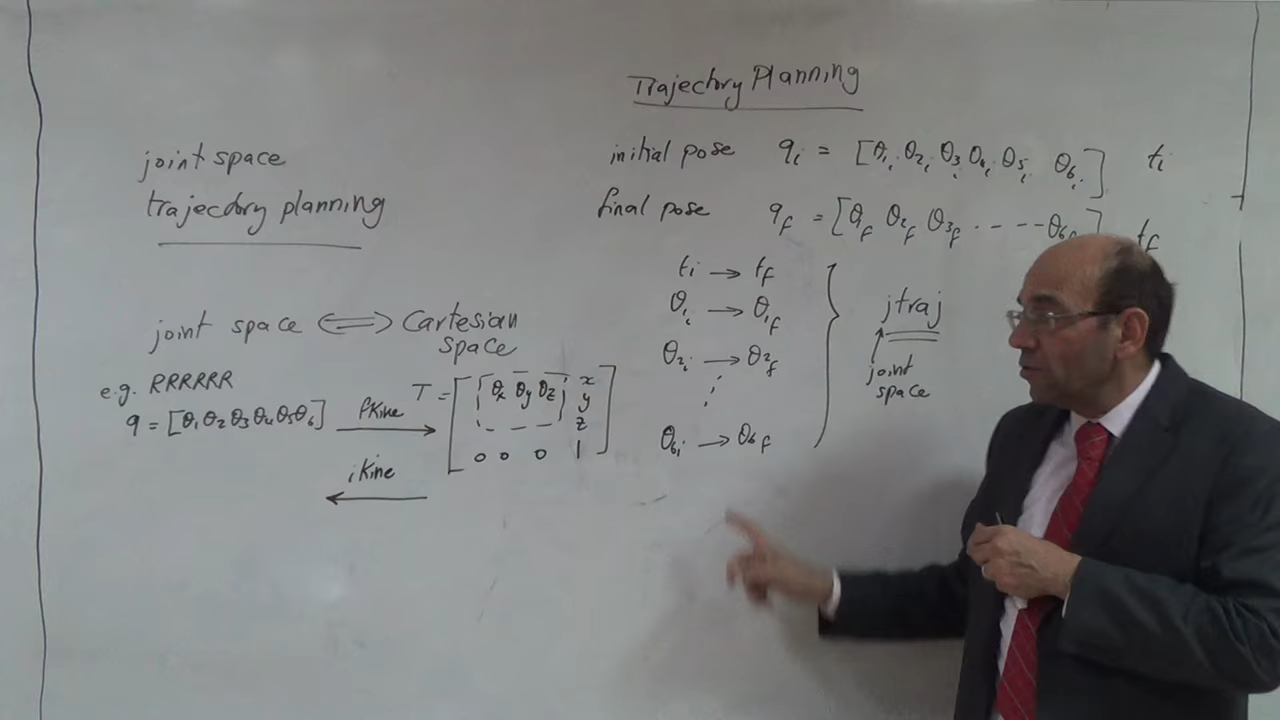 Trajectory Planning
joint space
trajectory planning
initial pose qi = [θ1i θ2i θ3i θ4i θ5i θ6i] ti
final pose qf = [θ1f θ2f θ3f . - - - θ6f] tf
ti → tf
θ1i → θ1f
θ2i → θ2f
θ6i → θ6f
jtraj
joint
space
joint space ⇔ Cartesian
space
e.g. RRRRRR
q = [θ1 θ2 θ3 θ4 θ5 θ6]
fkine
ikine
T = [θx θy θz x
y
z
0 0 0 1]